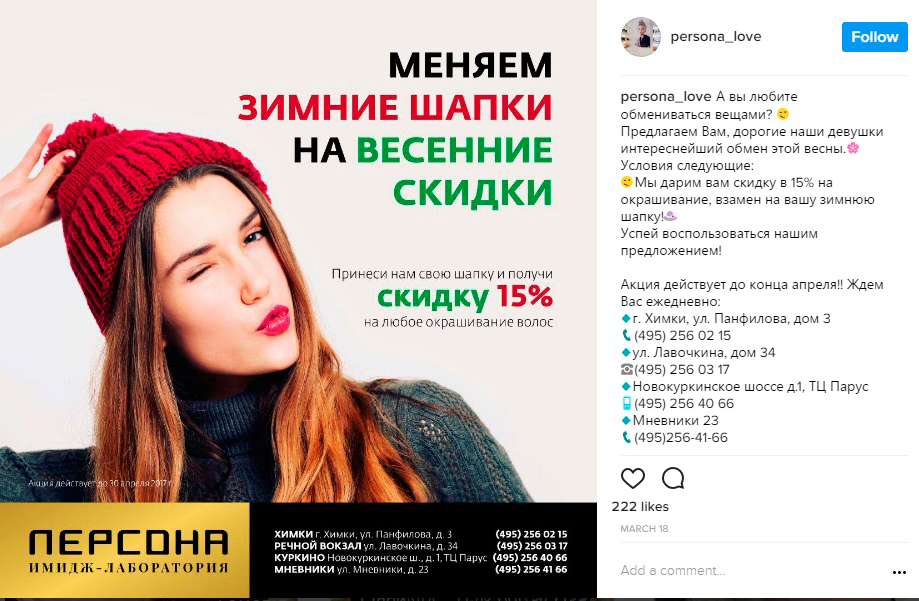 МЕНЯЕМ
ЗИМНИЕ ШАПКИ
НА ВЕСЕННИЕ
СКИДКИ
Принеси нам свою шапку и получи
скидку 15%
на любое окрашивание волос
Акция действует до 30 апреля 2017 г.
ПЕРСОНА
ИМИДЖ-ЛАБОРАТОРИЯ
ХИМКИ г. Химки, ул. Панфилова, д. 3 (495) 256 02 15
РЕЧНОЙ ВОКЗАЛ ул. Лавочкина, д. 34 (495) 256 03 17
КУРКИНО Новокуркинское ш., д. 1, ТЦ Парус (495) 256 40 66
МНЕВНИКИ ул. Мневники, д. 23 (495) 256 41 66
persona_love
Follow
persona_love А вы любите
обмениваться вещами? 😋
Предлагаем Вам, дорогие наши девушки
интереснейший обмен этой весны.🌸
Условия следующие:
😋Мы дарим вам скидку в 15% на
окрашивание, взамен на вашу зимнюю
шапку!👒
Успей воспользоваться нашим
предложением!
Акция действует до конца апреля!! Ждем
Вас ежедневно:
🔹г. Химки, ул. Панфилова, дом 3
📞(495) 256 02 15
🔹ул. Лавочкина, дом 34
☎(495) 256 03 17
🔹Новокуркинское шоссе д.1, ТЦ Парус
📱(495) 256 40 66
🔹Мневники 23
📞(495)256-41-66
222 likes
MARCH 18
Add a comment...